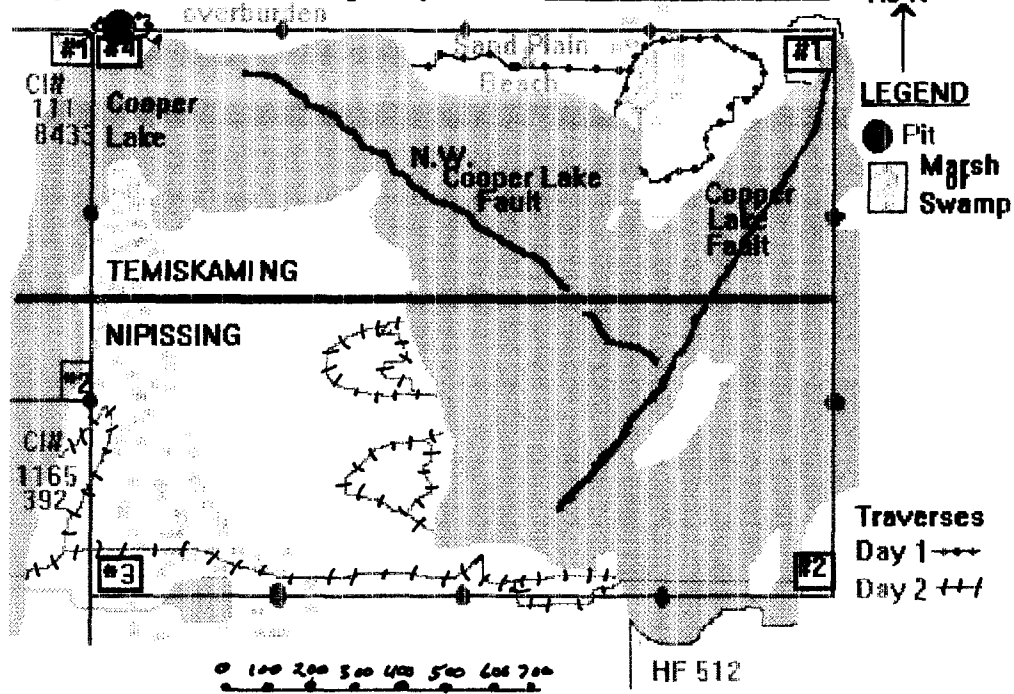 overburden
#1 #4
#1
Cl#
111
8433
Cooper
Lake
Sand Plain
Beach
N.W.
Cooper Lake
Fault
Cooper
Lake
Fault
LEGEND
Pit
Marsh
or
Swamp
TEMISKAMING
NIPISSING
#2
Cl#
1165
392
#3
#2
Traverses
Day 1
Day 2
HF 512
0 100 200 300 400 500 600 700